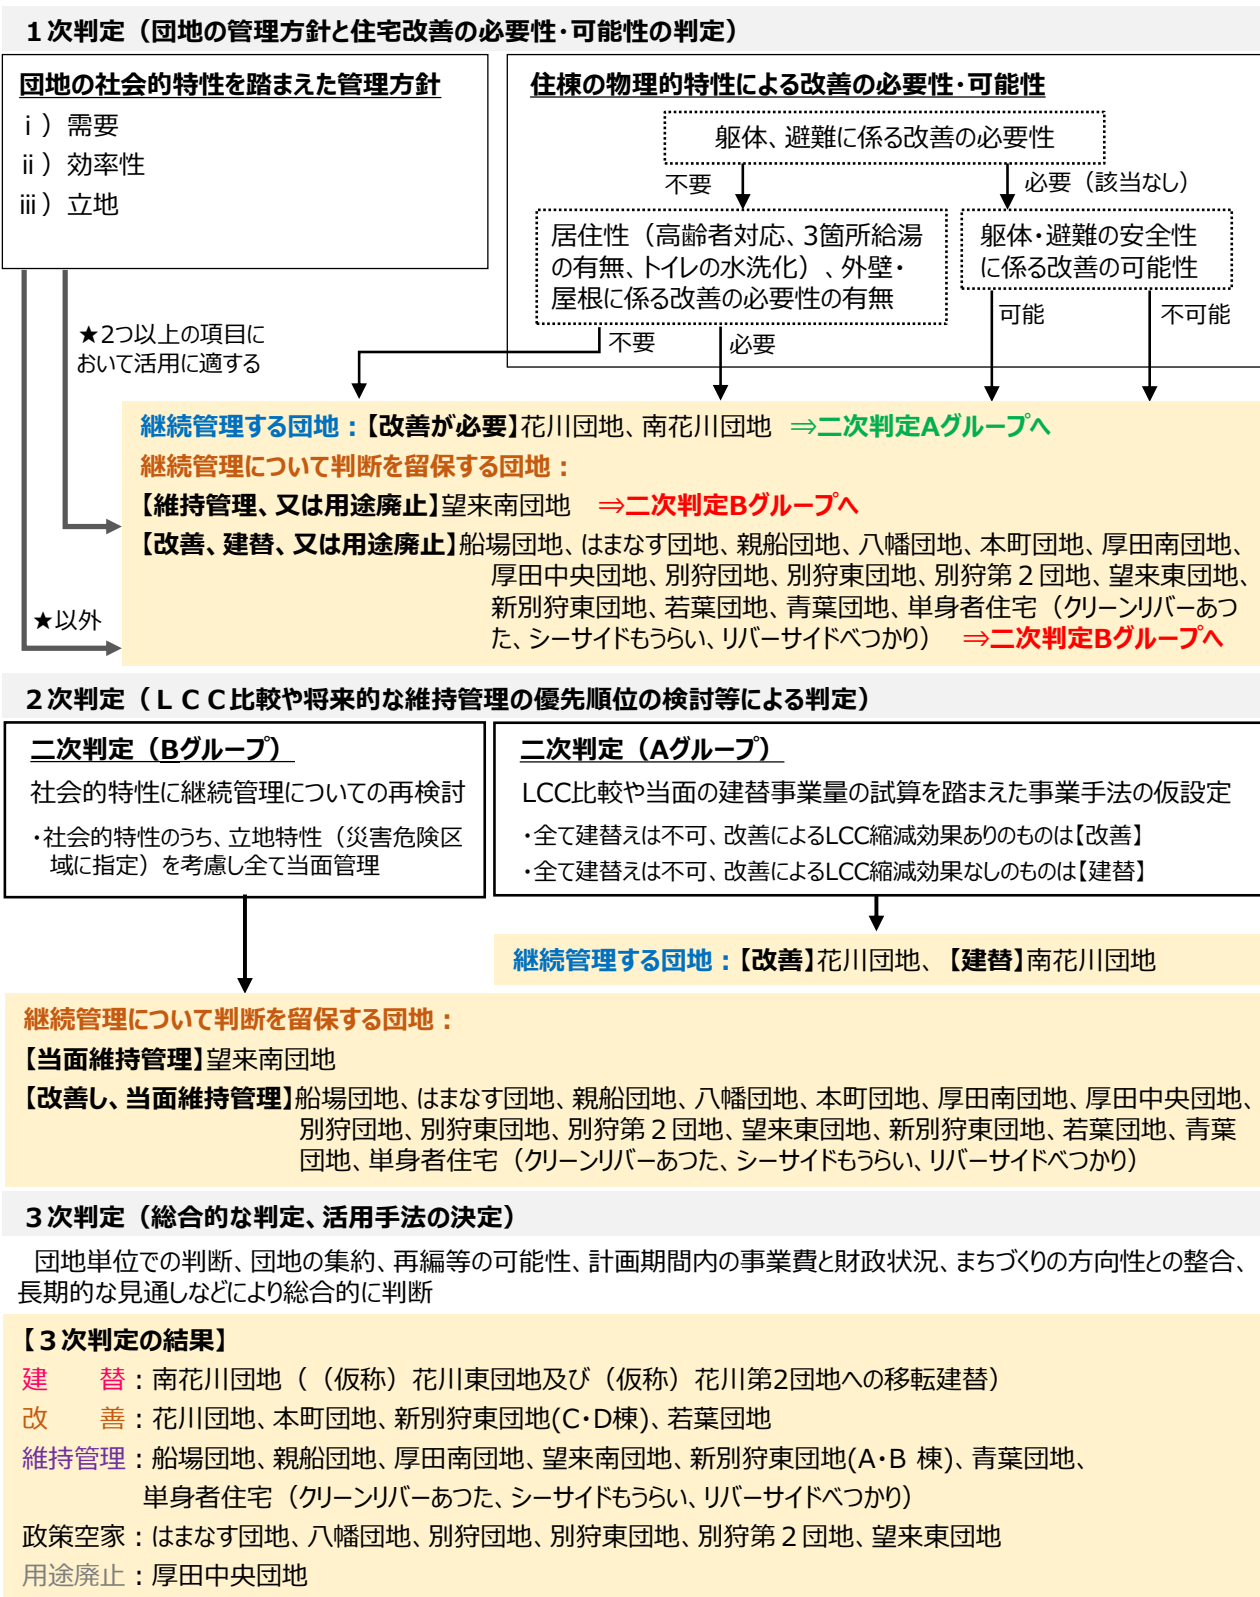 １次判定（団地の管理方針と住宅改善の必要性・可能性の判定）
団地の社会的特性を踏まえた管理方針
ⅰ）需要
ⅱ）効率性
ⅲ）立地
住棟の物理的特性による改善の必要性・可能性
躯体、避難に係る改善の必要性
不要
必要（該当なし）
居住性（高齢者対応、3箇所給湯
の有無、トイレの水洗化）、外壁・
屋根に係る改善の必要性の有無
躯体・避難の安全性
に係る改善の可能性
不要
必要
可能
不可能
★2つ以上の項目に
おいて活用に適する
★以外
継続管理する団地：【改善が必要】花川団地、南花川団地　⇒二次判定Aグループへ
継続管理について判断を留保する団地：
【維持管理、又は用途廃止】望来南団地　⇒二次判定Bグループへ
【改善、建替、又は用途廃止】船場団地、はまなす団地、親船団地、八幡団地、本町団地、厚田南団地、
厚田中央団地、別狩団地、別狩東団地、別狩第２団地、望来東団地、
新別狩東団地、若葉団地、青葉団地、単身者住宅（クリーンリバーあつ
た、シーサイドもうらい、リバーサイドべつかり）　⇒二次判定Bグループへ
２次判定（ＬＣＣ比較や将来的な維持管理の優先順位の検討等による判定）
二次判定（Bグループ）
社会的特性に継続管理についての再検討
・社会的特性のうち、立地特性（災害危険区
域に指定）を考慮し全て当面管理
二次判定（Aグループ）
LCC比較や当面の建替事業量の試算を踏まえた事業手法の仮設定
・全て建替えは不可、改善によるLCC縮減効果ありのものは【改善】
・全て建替えは不可、改善によるLCC縮減効果なしのものは【建替】
継続管理する団地：【改善】花川団地、【建替】南花川団地
継続管理について判断を留保する団地：
【当面維持管理】望来南団地
【改善し、当面維持管理】船場団地、はまなす団地、親船団地、八幡団地、本町団地、厚田南団地、厚田中央団地、
別狩団地、別狩東団地、別狩第２団地、望来東団地、新別狩東団地、若葉団地、青葉
団地、単身者住宅（クリーンリバーあつた、シーサイドもうらい、リバーサイドべつかり）
３次判定（総合的な判定、活用手法の決定）
団地単位での判断、団地の集約、再編等の可能性、計画期間内の事業費と財政状況、まちづくりの方向性との整合、
長期的な見通しなどにより総合的に判断
【３次判定の結果】
建　　替：南花川団地（（仮称）花川東団地及び（仮称）花川第2団地への移転建替）
改　　善：花川団地、本町団地、新別狩東団地(C・D棟)、若葉団地
維持管理：船場団地、親船団地、厚田南団地、望来南団地、新別狩東団地(A・B 棟)、青葉団地、
単身者住宅（クリーンリバーあつた、シーサイドもうらい、リバーサイドべつかり）
政策空家：はまなす団地、八幡団地、別狩団地、別狩東団地、別狩第２団地、望来東団地
用途廃止：厚田中央団地